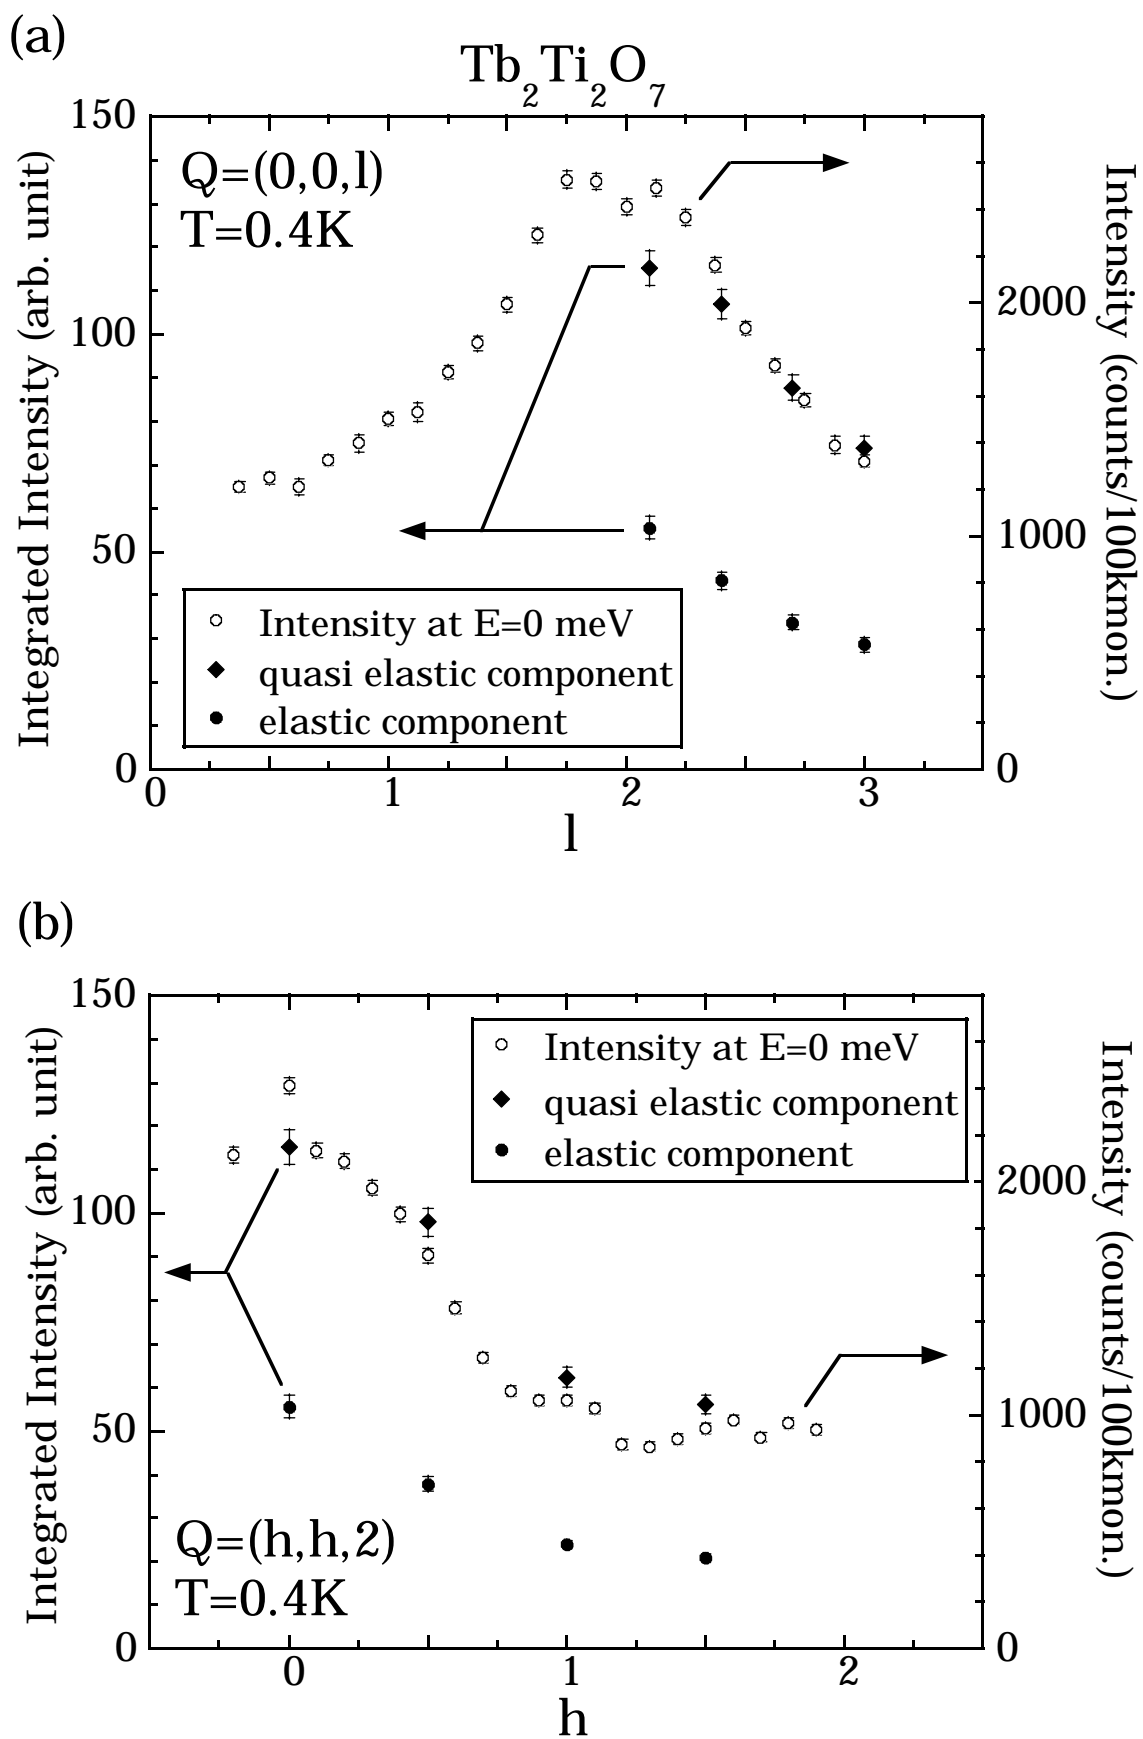 (a)
Tb2Ti2O7
150
100
50
0
Integrated Intensity (arb. unit)
Q=(0,0,l)
T=0.4K
2000
1000
0
Intensity (counts/100kmon.)
Intensity at E=0 meV
quasi elastic component
elastic component
0 1 2 3
l
(b)
150
100
50
0
Integrated Intensity (arb. unit)
Intensity at E=0 meV
quasi elastic component
elastic component
2000
1000
0
Intensity (counts/100kmon.)
Q=(h,h,2)
T=0.4K
0 1 2
h